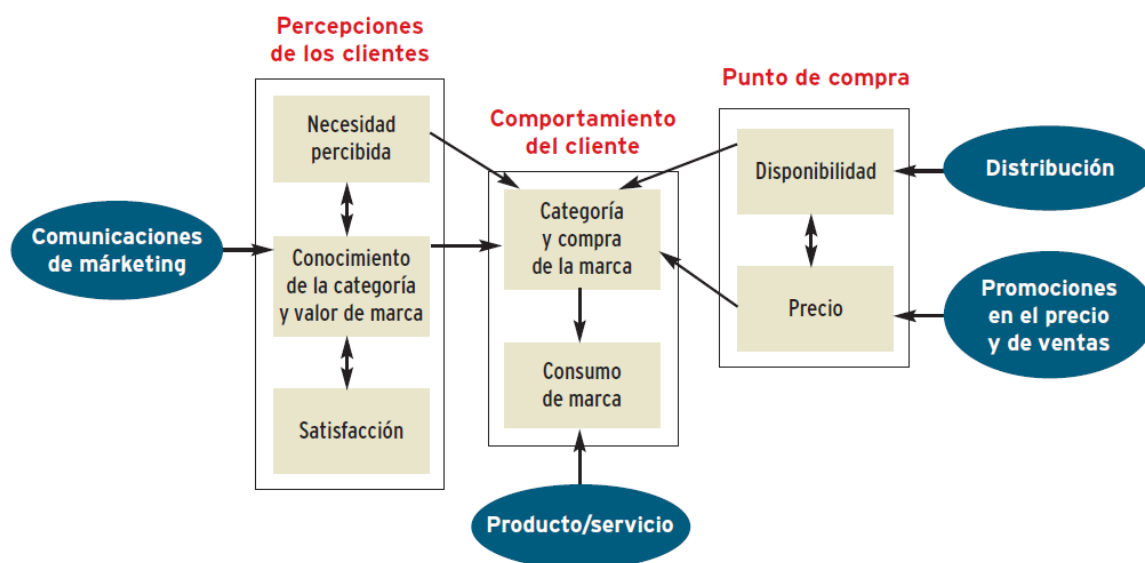 Percepciones
de los clientes
Necesidad
percibida
Conocimiento
de la categoría
y valor de marca
Satisfacción
Comunicaciones
de márketing
Comportamiento
del cliente
Categoría
y compra
de la marca
Consumo
de marca
Producto/servicio
Punto de compra
Disponibilidad
Precio
Distribución
Promociones
en el precio
y de ventas